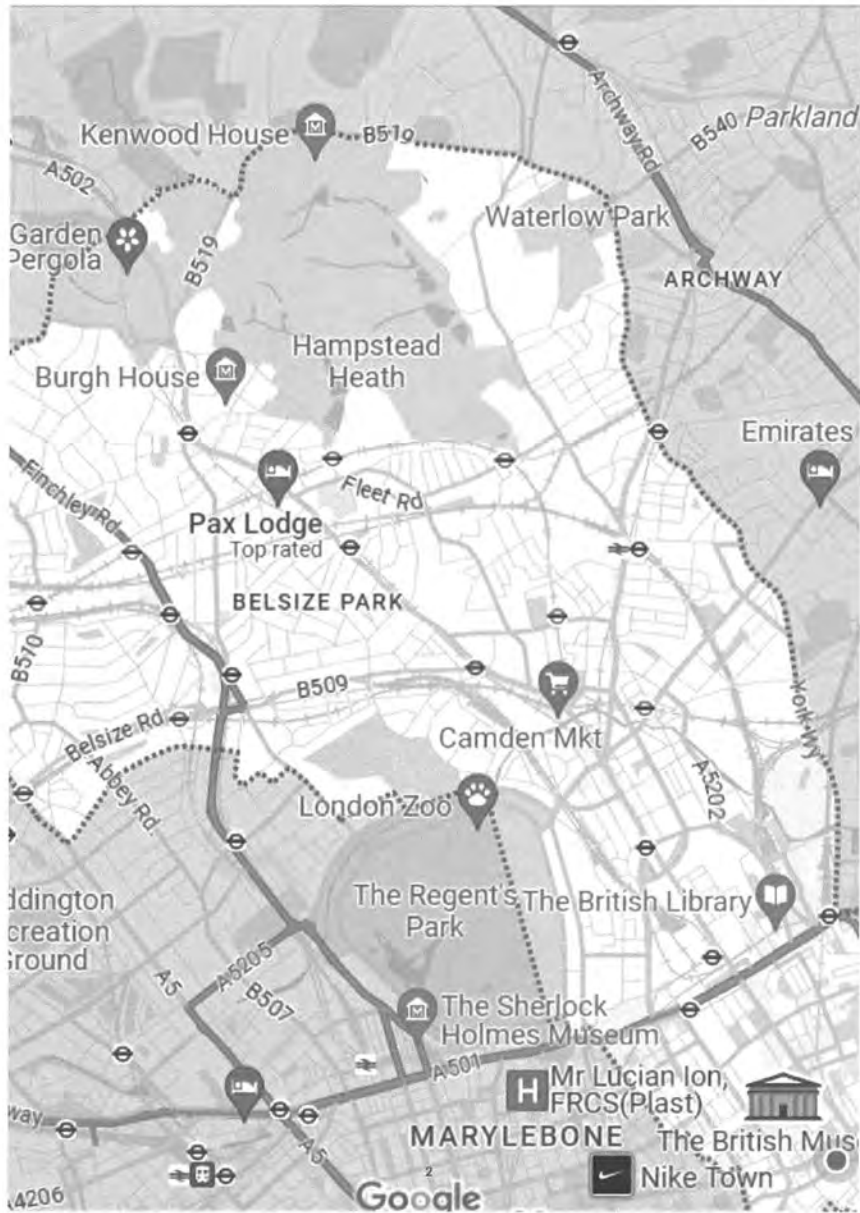 Kenwood House
B519
Archway Rd
B540
Parkland
A502
Garden
Pergola
B519
Waterlow Park
ARCHWAY
Hampstead
Heath
Burgh House
Emirates
Finchley Rd
Fleet Rd
Pax Lodge
Top rated
BELSIZE PARK
B510
B509
Belsize Rd
Camden Mkt
York Wy
Abbey Rd.
A5202
London Zoo
ddington
creation
Ground
The Regent's
Park
The British Library
A5205
A5
B507
The Sherlock
Holmes Museum
A501
H
Mr Lucian Ion,
FRCS(Plast)
way
MARYLEBONE
The British Mus
A5
2
Nike Town
A4206
Google